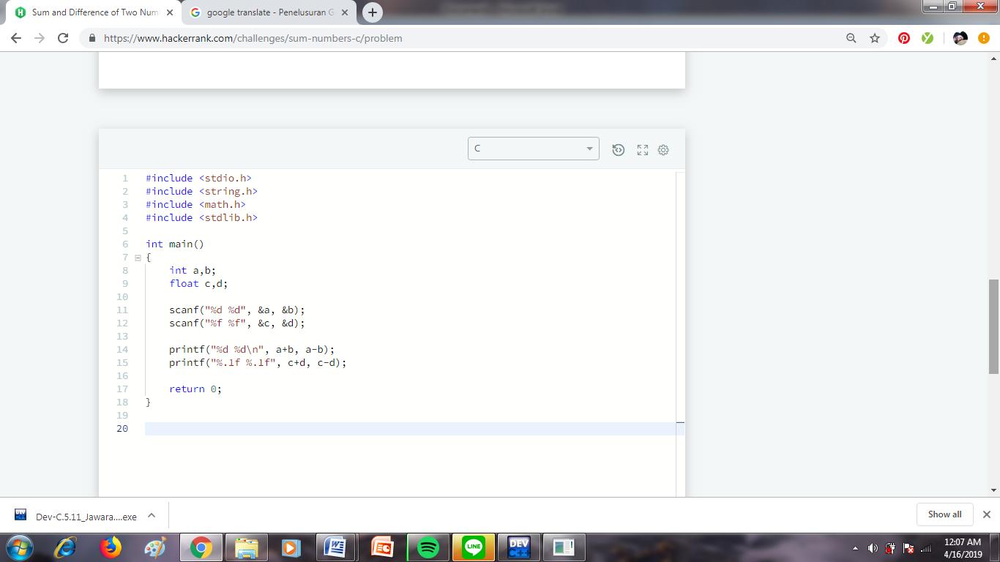 Sum and Difference of Two Num
google translate - Penelusuran G
https://www.hackerrank.com/challenges/sum-numbers-c/problem
C
1 #include <stdio.h>
2 #include <string.h>
3 #include <math.h>
4 #include <stdlib.h>
5
6 int main()
7 {
8 int a,b;
9 float c,d;
10
11 scanf("%d %d", &a, &b);
12 scanf("%f %f", &c, &d);
13
14 printf("%d %d\n", a+b, a-b);
15 printf("%.1f %.1f", c+d, c-d);
16
17 return 0;
18 }
19
20
Dev-C.5.11_Jawara....exe
Show all
LINE
DEV
C++
12:07 AM
4/16/2019